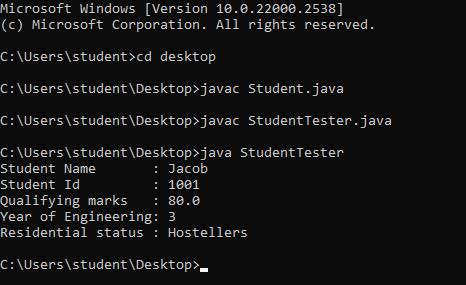 Microsoft Windows [Version 10.0.22000.2538]
(c) Microsoft Corporation. All rights reserved.
C:\Users\student>cd desktop
C:\Users\student\Desktop>javac Student.java
C:\Users\student\Desktop>javac StudentTester.java
C:\Users\student\Desktop>java StudentTester
Student Name       : Jacob
Student Id         : 1001
Qualifying marks   : 80.0
Year of Engineering: 3
Residential status : Hostellers
C:\Users\student\Desktop>